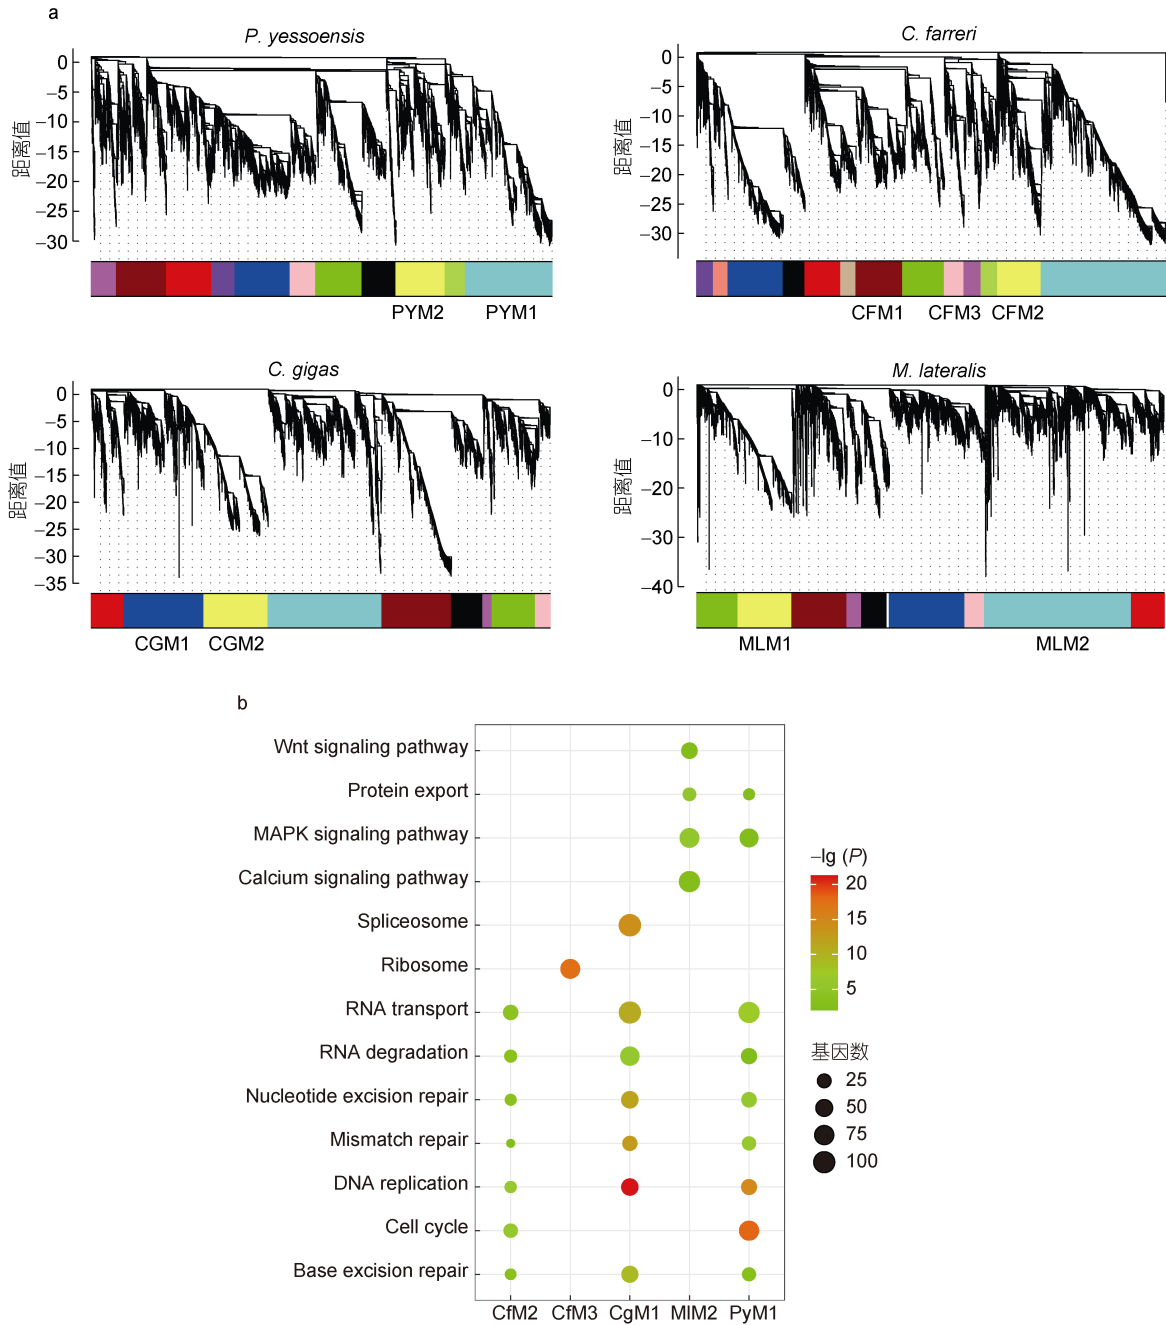 a
P. yessoensis
0
−5
−10
−15
−20
−25
−30
距离值
PYM2
PYM1
C. farreri
0
−5
−10
−15
−20
−25
−30
距离值
CFM1
CFM3
CFM2
C. gigas
0
−5
−10
−15
−20
−25
−30
−35
距离值
CGM1
CGM2
M. lateralis
0
−10
−20
−30
−40
距离值
MLM1
MLM2
b
Wnt signaling pathway
Protein export
MAPK signaling pathway
Calcium signaling pathway
Spliceosome
Ribosome
RNA transport
RNA degradation
Nucleotide excision repair
Mismatch repair
DNA replication
Cell cycle
Base excision repair
CfM2
CfM3
CgM1
MlM2
PyM1
−lg (P)
20
15
10
5
基因数
25
50
75
100